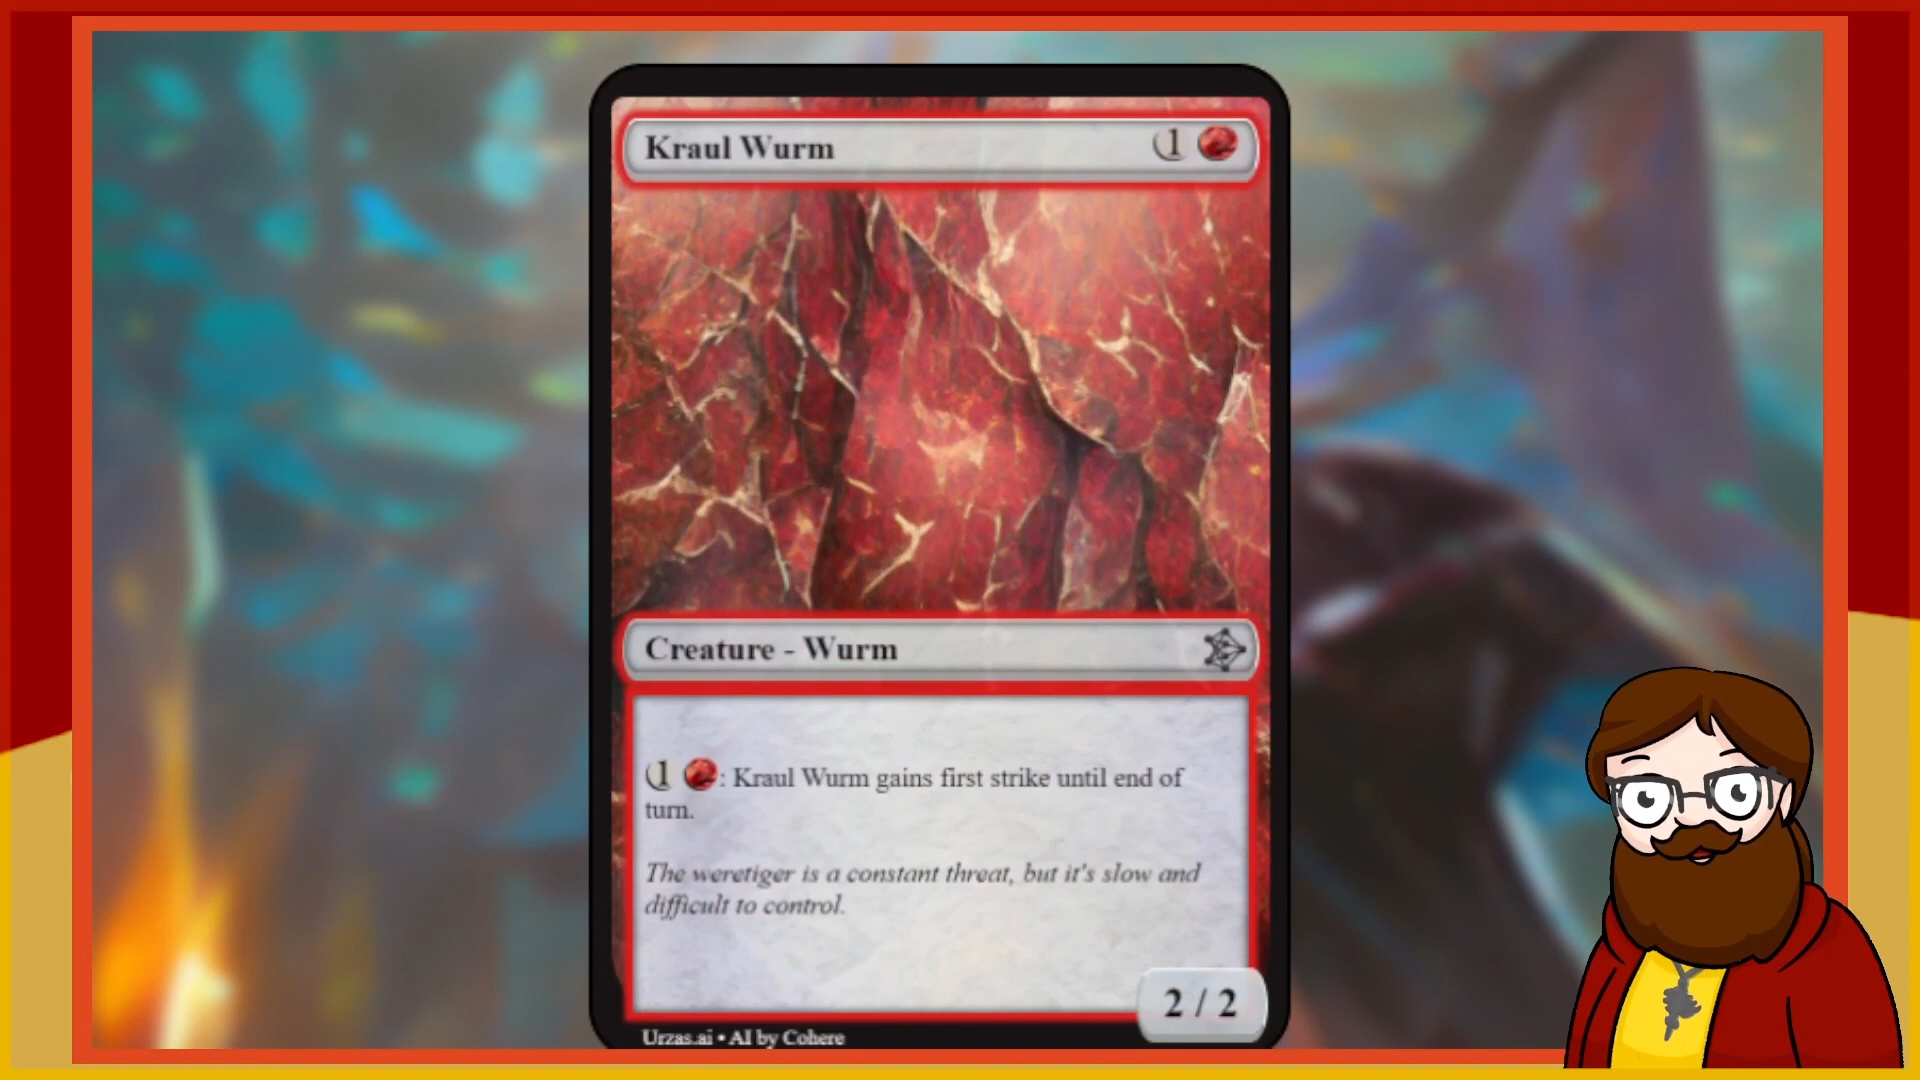 Kraul Wurm 1
Creature - Wurm
1 : Kraul Wurm gains first strike until end of
turn.
The weretiger is a constant threat, but it's slow and
difficult to control.
2 / 2
Urzas.ai • AI by Cohere